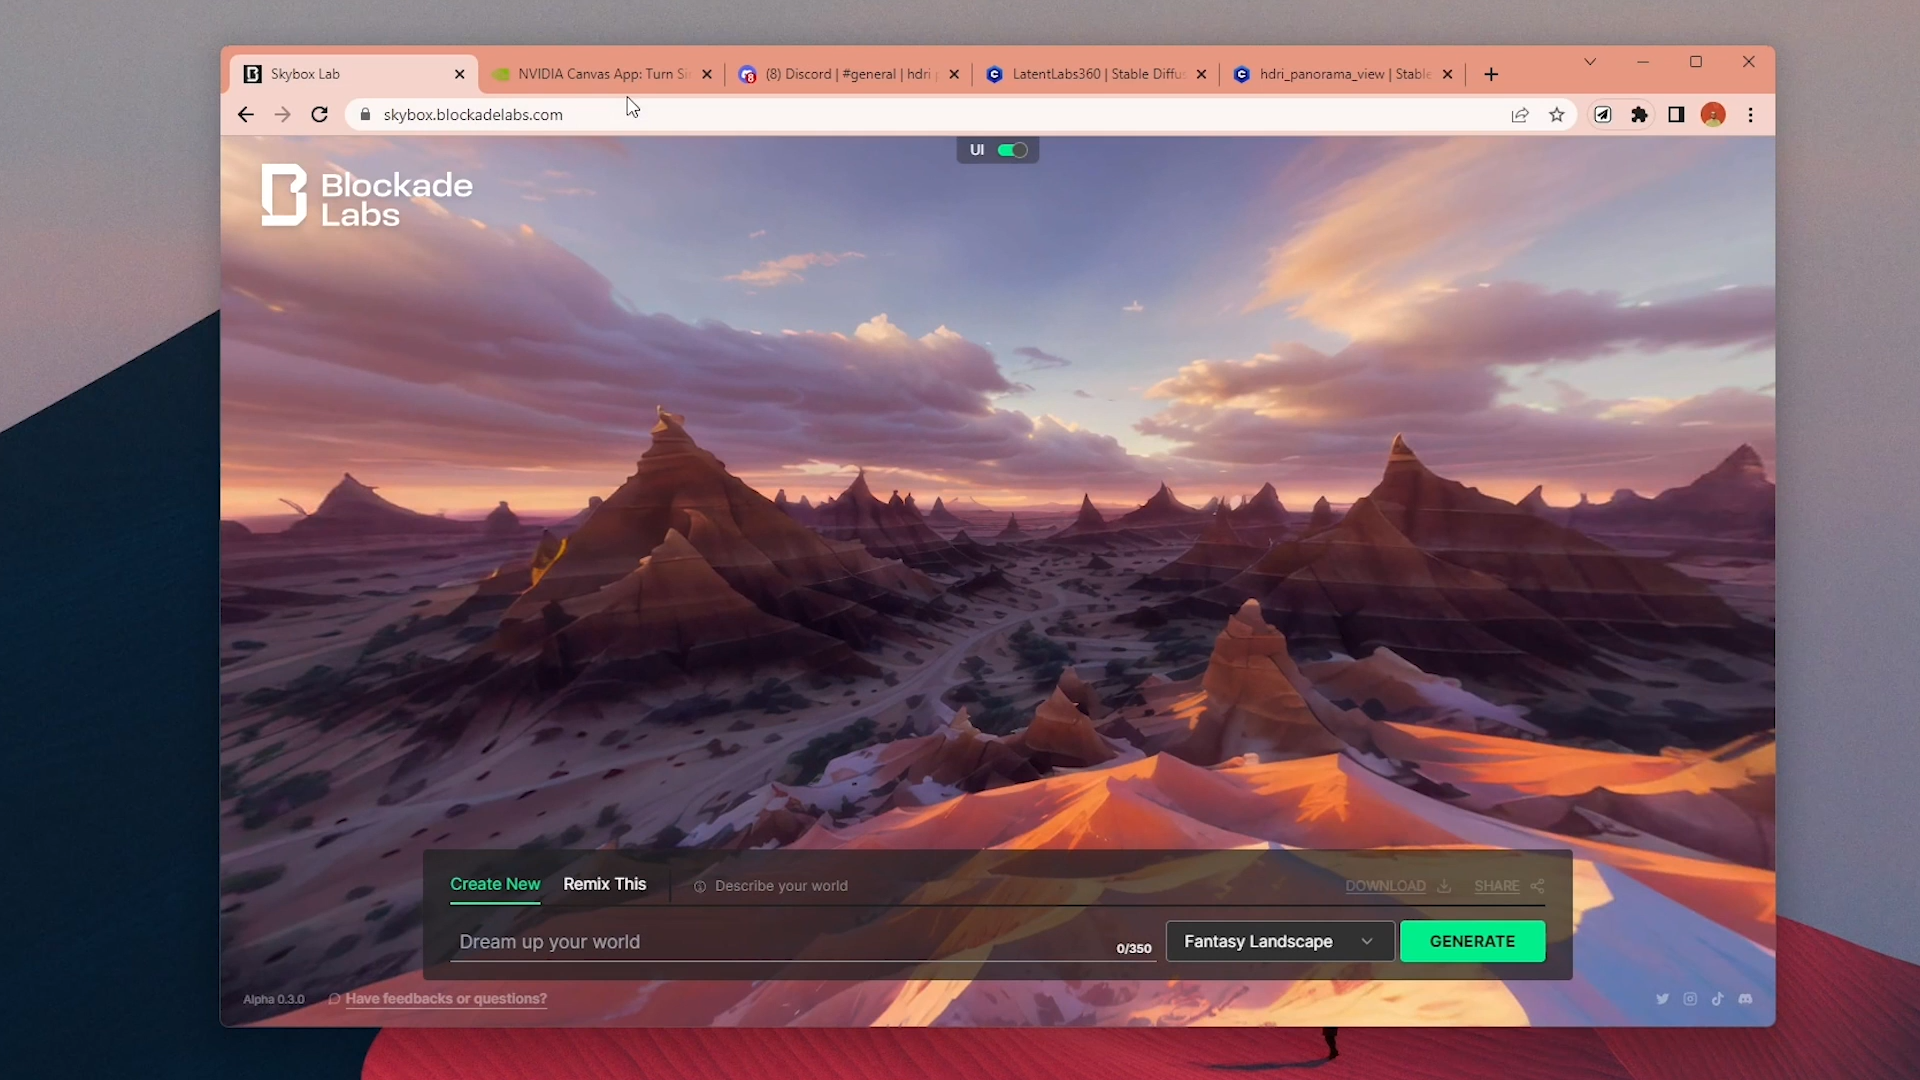 Skybox Lab
NVIDIA Canvas App: Turn Si
(8) Discord | #general | hdri
LatentLabs360 | Stable Diffus
hdri_panorama_view | Stable
skybox.blockadelabs.com
UI
Blockade
Labs
Create New
Remix This
Describe your world
DOWNLOAD
SHARE
Dream up your world
0/350
Fantasy Landscape
GENERATE
Alpha 0.3.0
Have feedbacks or questions?